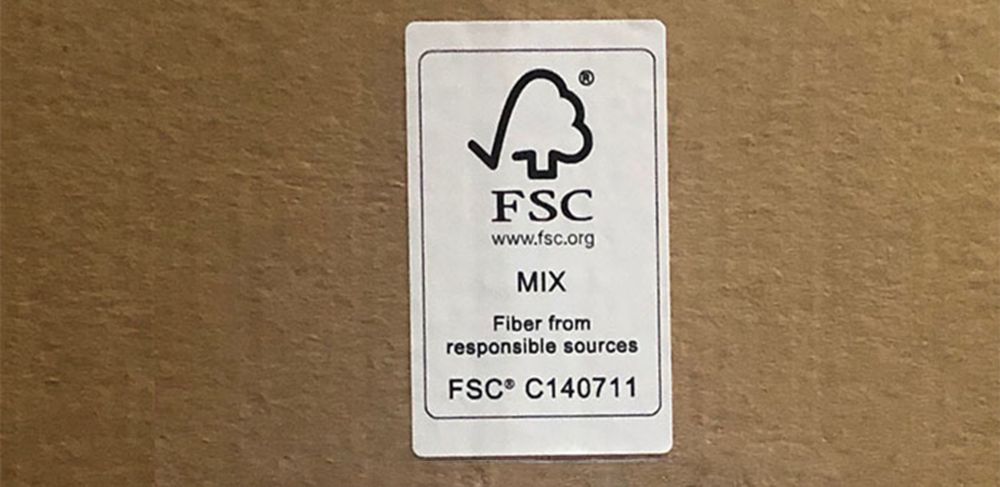 ®
FSC
www.fsc.org
MIX
Fiber from
responsible sources
FSC® C140711